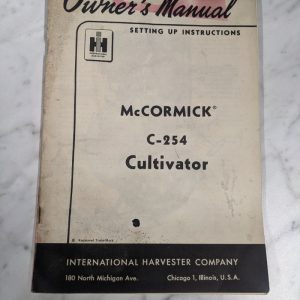 Owner's Manual
SETTING UP INSTRUCTIONS
IH
McCORMICK®
C-254
Cultivator
INTERNATIONAL HARVESTER COMPANY
180 North Michigan Ave. Chicago 1, Illinois, U.S.A.